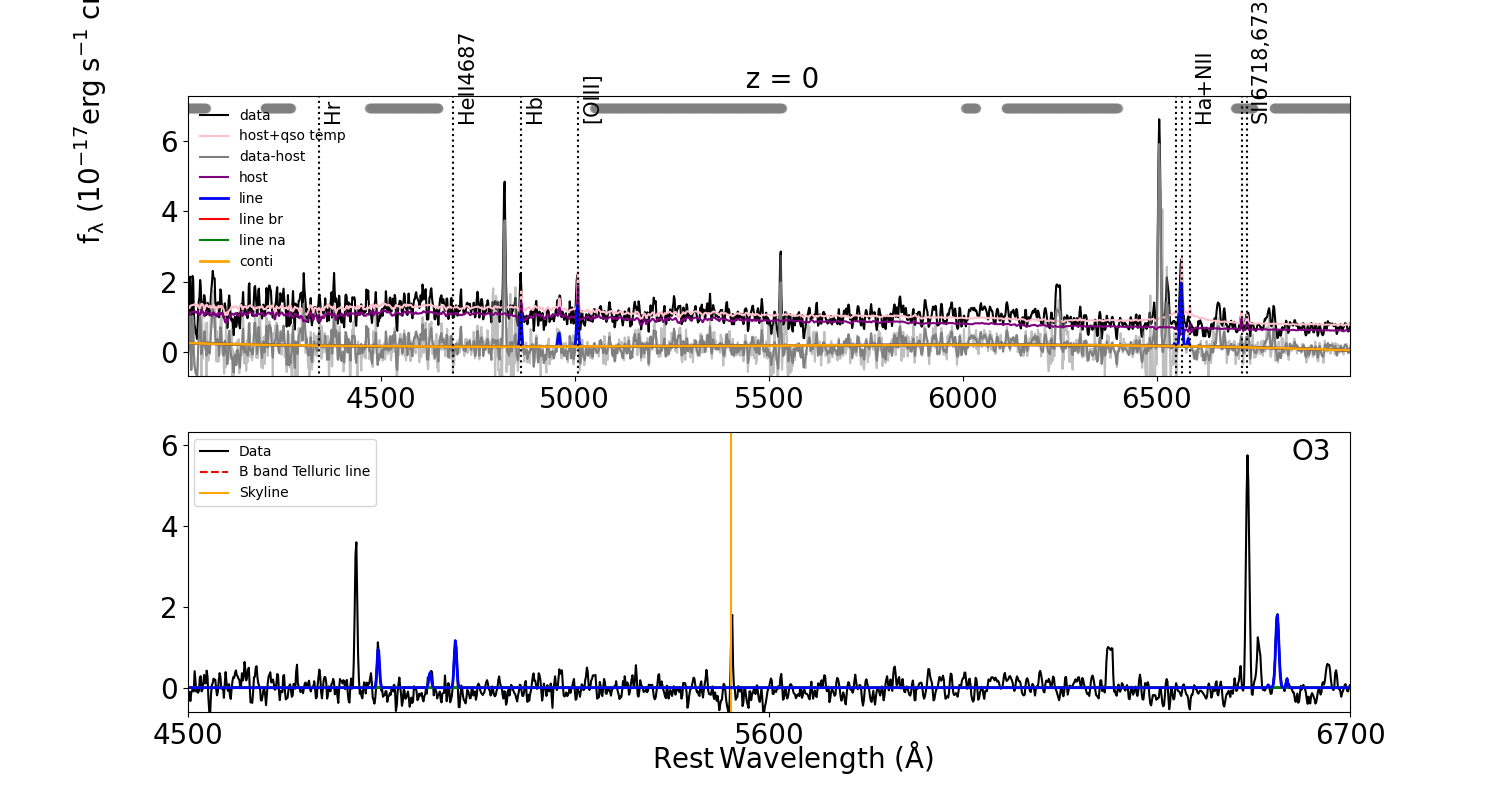 z = 0
f_λ (10^−17 erg s^−1 c
Hr
HeII4687
Hb
[OIII]
Ha+NII
SII6718,673
data
host+qso temp
data-host
host
line
line br
line na
conti
6
4
2
0
4500 5000 5500 6000 6500
O3
Data
B band Telluric line
Skyline
6
4
2
0
4500 5600 6700
Rest Wavelength (Å)